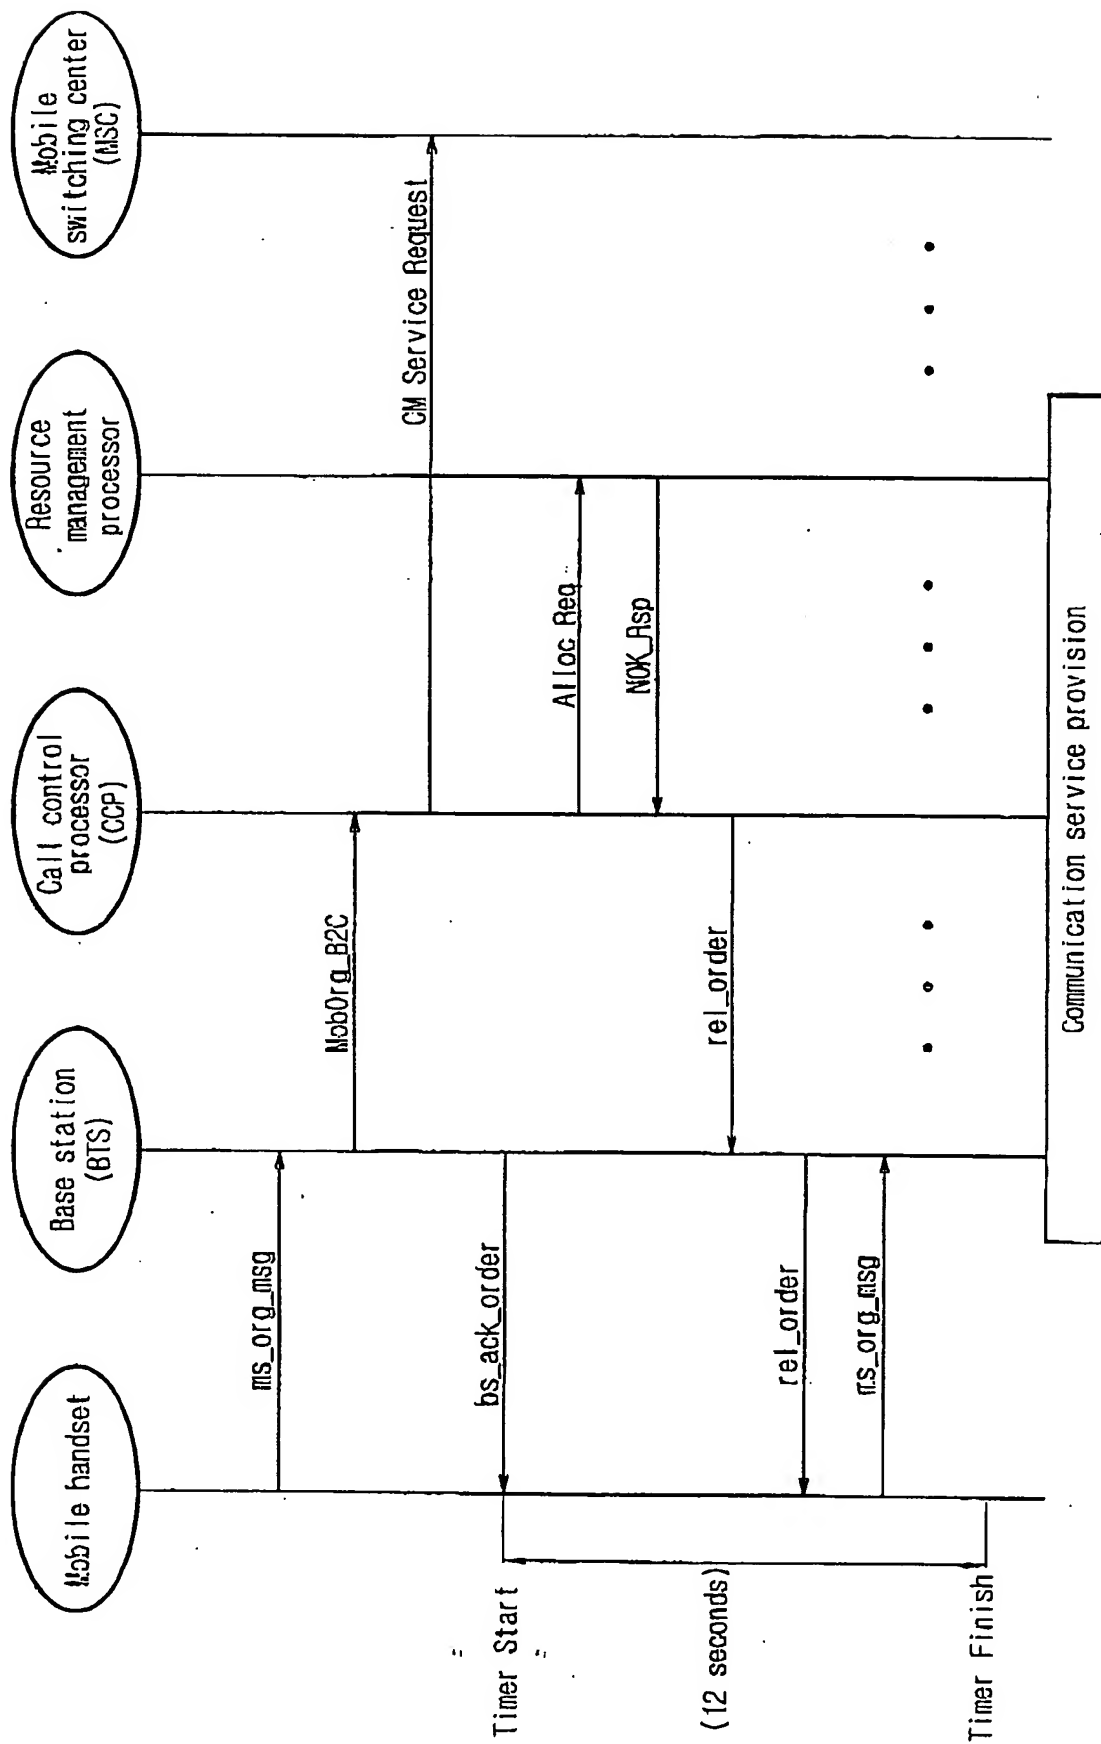 Mobile handset
Base station
(BTS)
Call control
processor
(CCP)
Resource
management
processor
Mobile
switching center
(MSC)
ms_org_msg
MobOrg_B2C
CM Service Request
Timer Start
bs_ack_order
Alloc Req
NOK_Rsp
(12 seconds)
rel_order
rel_order
ms_org_msg
Timer Finish
Communication service provision